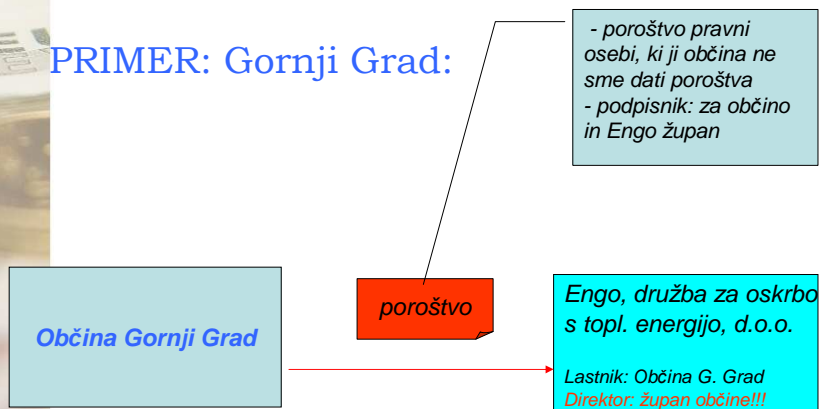 PRIMER: Gornji Grad:
- poroštvo pravni
osebi, ki ji občina ne
sme dati poroštva
- podpisnik: za občino
in Engo župan
Občina Gornji Grad
poroštvo
Engo, družba za oskrbo
s topl. energijo, d.o.o.
Lastnik: Občina G. Grad
Direktor: župan občine!!!